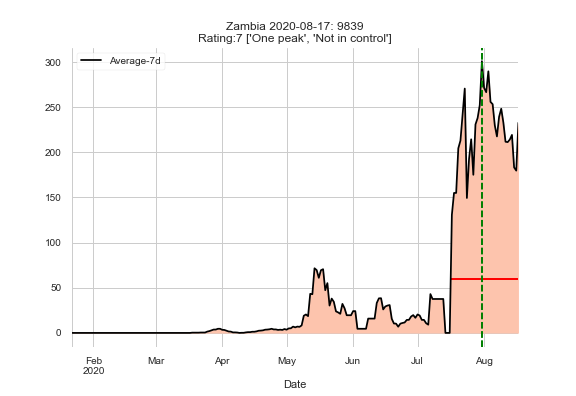 Zambia 2020-08-17: 9839
Rating:7 ['One peak', 'Not in control']
Average-7d
300
250
200
150
100
50
0
Feb
2020
Mar
Apr
May
Jun
Jul
Aug
Date